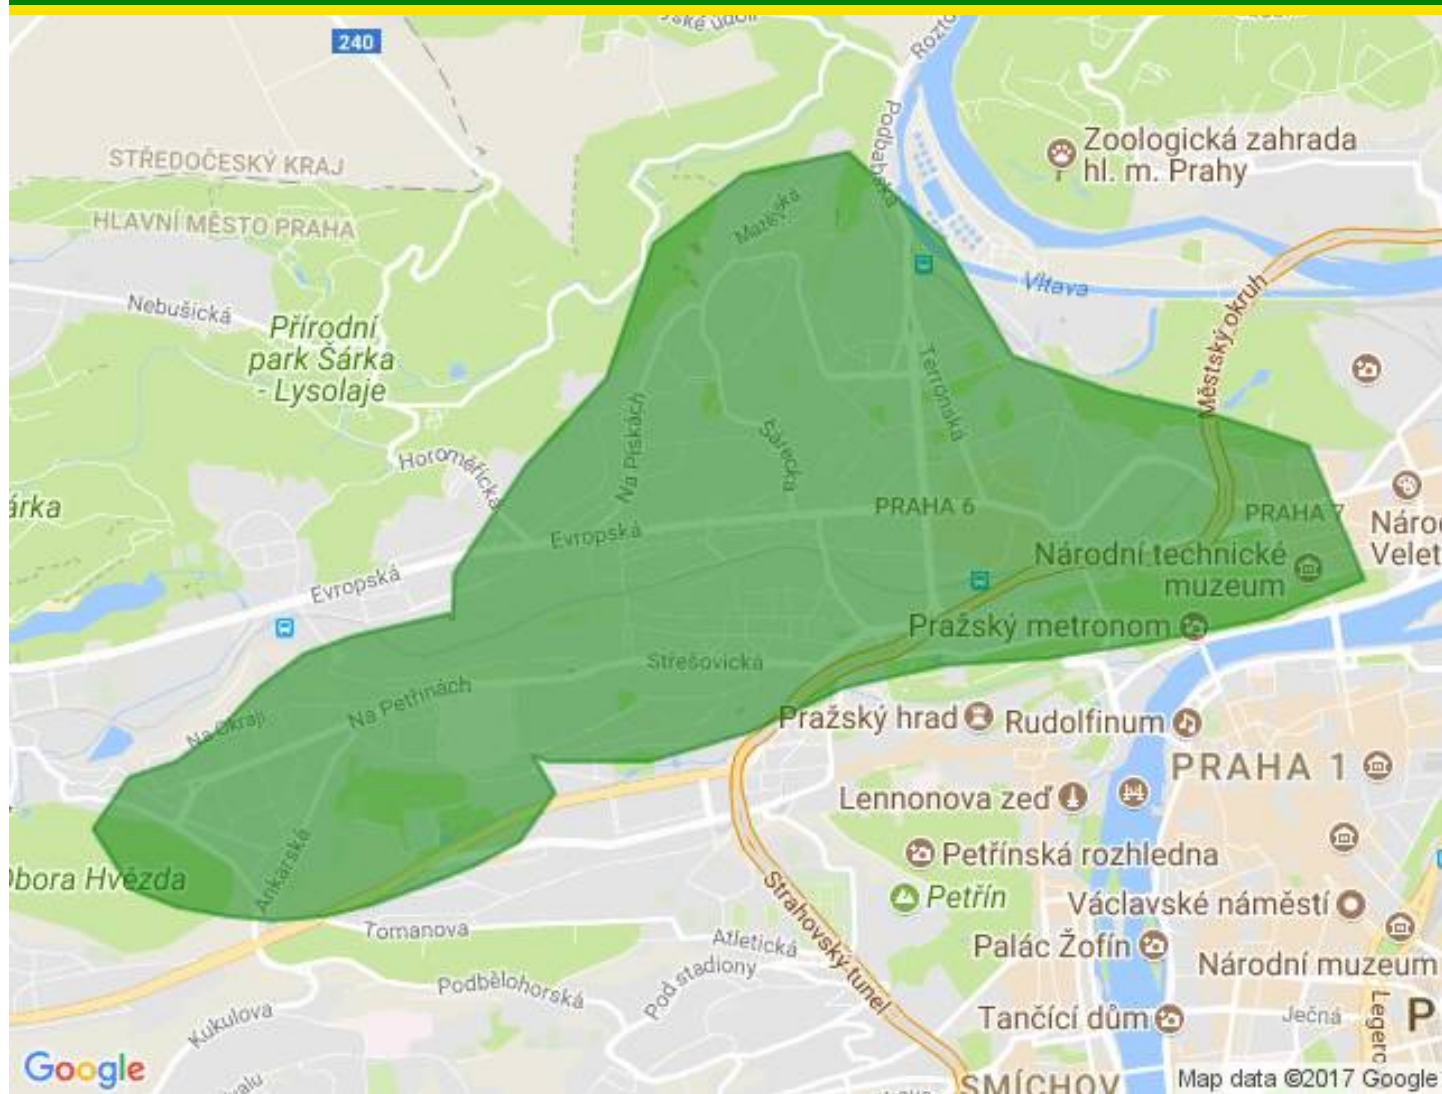 240
Podbabská
Zoologická zahrada
hl. m. Prahy
STŘEDOČESKÝ KRAJ
HLAVNÍ MĚSTO PRAHA
Mazovská
Vltava
Nebušická
Přírodní
park Šárka
- Lysolaje
Městský okruh
Terronská
Na Pískách
Šárecká
Horoměřická
árka
PRAHA 6
PRAHA 7
Národ
Velet
Evropská
Národní technické
muzeum
Evropská
Pražský metronom
Střešovická
Na Petřinách
Na Okraji
Pražský hrad
Rudolfinum
PRAHA 1
Lennonova zeď
Petřínská rozhledna
Ankarská
bora Hvězda
Petřín
Václavské náměstí
Strahovský tunel
Tomanova
Atletická
Palác Žofín
Národní muzeum
Podbělohorská
Pod stadiony
Kukulova
Tančící dům
Ječná
Legerc
P
Google
SMÍCHOV
Map data ©2017 Google